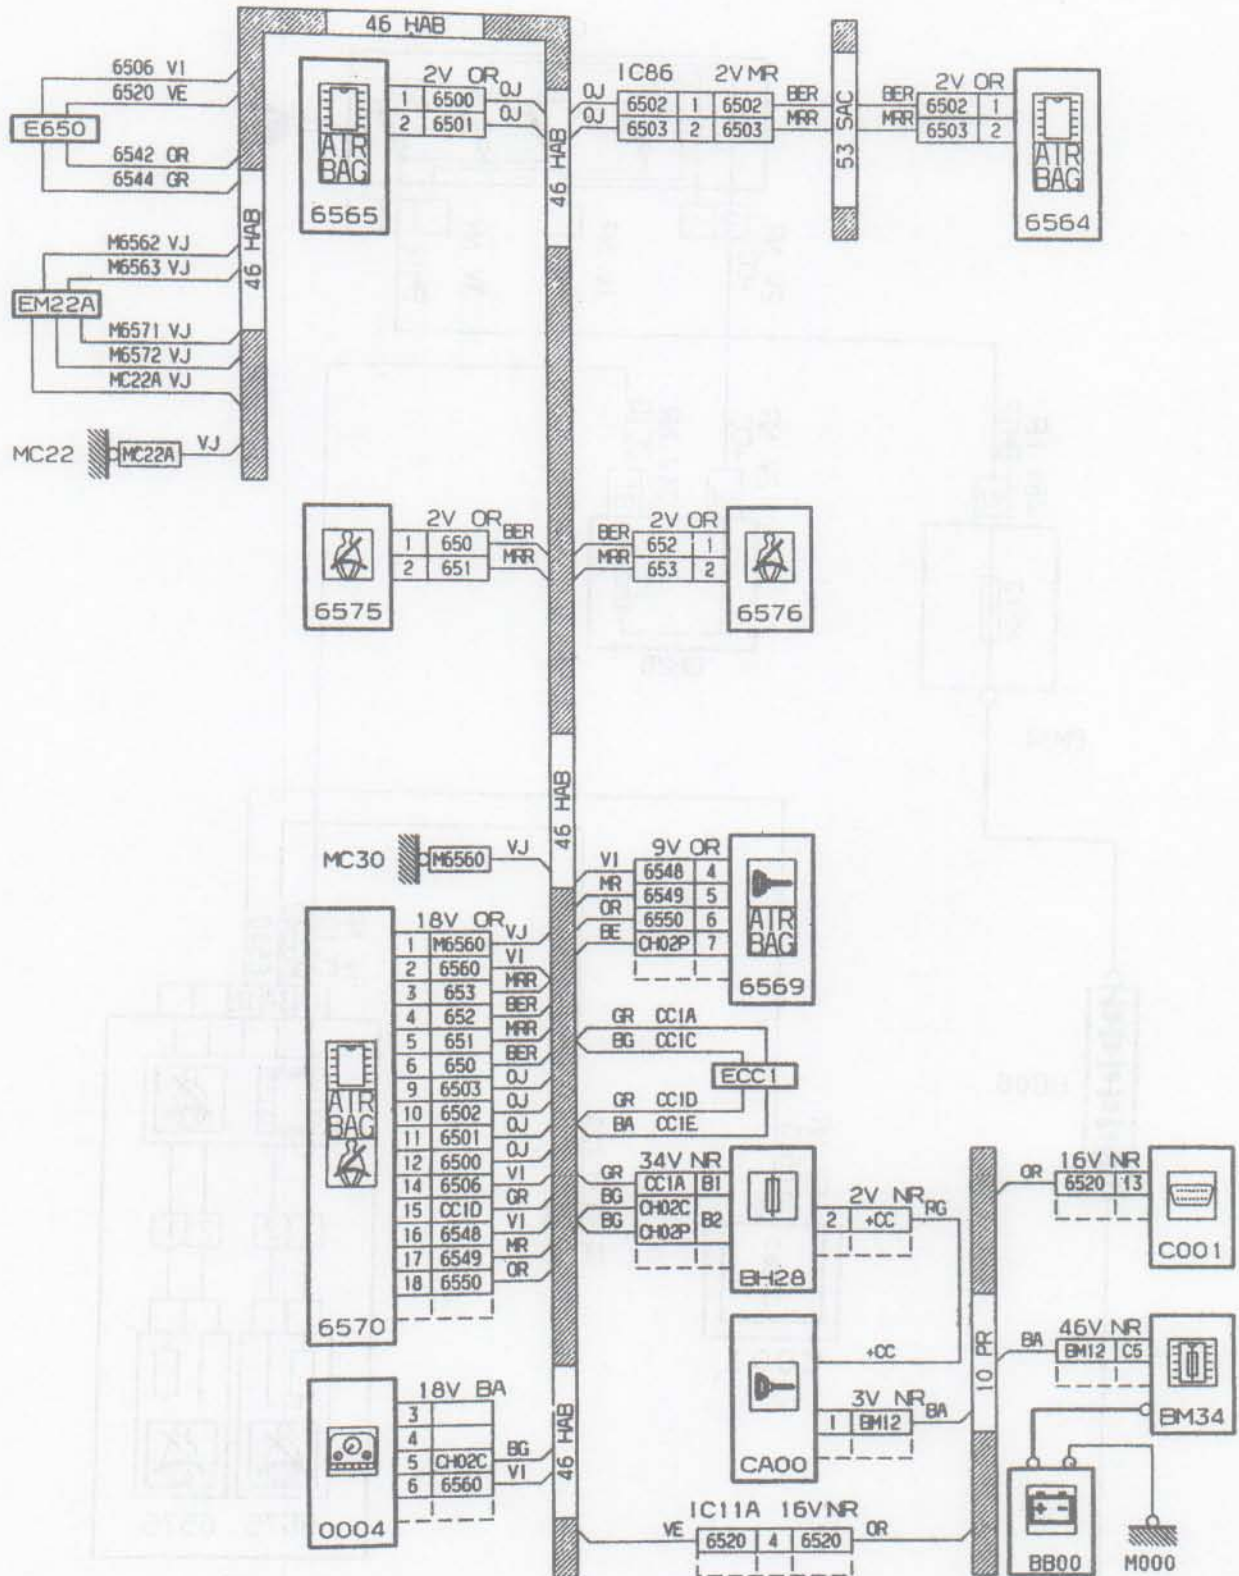 46 HAB
6506 VI
6520 VE
E650
6542 OR
6544 GR
46 HAB
M6562 VJ
M6563 VJ
EM22A
M6571 VJ
M6572 VJ
MC22A VJ
MC22
MC22A
VJ
2V OR
1 6500 OJ
2 6501 OJ
AIR
BAG
6565
46 HAB
IC86 2V MR
OJ 6502 1 6502 BER
OJ 6503 2 6503 MRR
53 SAC
2V OR
BER 6502 1
MRR 6503 2
AIR
BAG
6564
2V OR
1 650 BER
2 651 MRR
6575
2V OR
BER 652 1
MRR 653 2
6576
46 HAB
MC30
M6560
VJ
9V OR
VI 6548 4
MR 6549 5
OR 6550 6
BE CH02P 7
AIR
BAG
6569
18V OR
1 M6560 VJ
2 6560 VI
3 653 MRR
4 652 BER
5 651 MRR
6 650 BER
9 6503 OJ
10 6502 OJ
11 6501 OJ
12 6500 OJ
14 6506 VI
15 CC1D GR
16 6548 VI
17 6549 MR
18 6550 OR
AIR
BAG
6570
GR CC1A
BG CC1C
ECC1
GR CC1D
BA CC1E
34V NR
GR CC1A B1
BG CH02C
BG CH02P B2
BH28
2V NR
2 +CC RG
CA00
+CC
3V NR
1 BM12 BA
10 PR
16V NR
OR 6520 13
C001
46V NR
BA BM12 C5
BM34
+ -
BB00
M000
18V BA
3
4
5 CH02C BG
6 6560 VI
0004
46 HAB
IC11A 16V NR
VE 6520 4 6520 OR